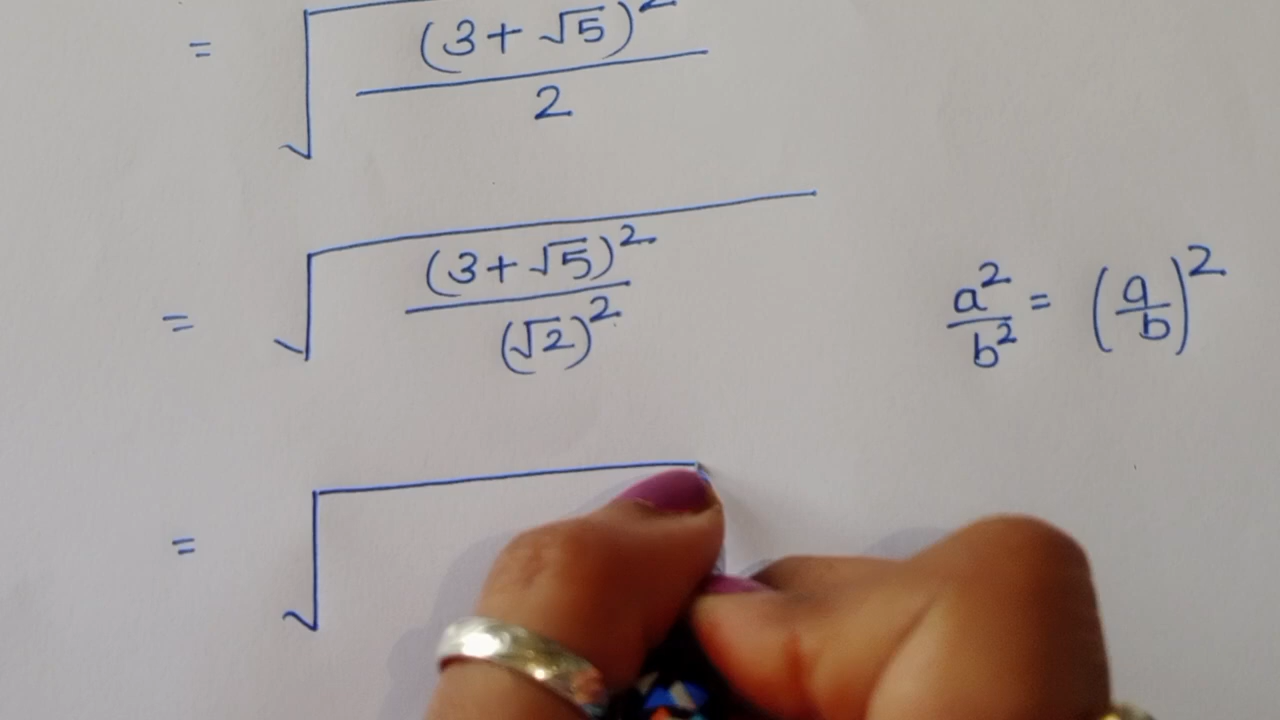 = √((3+√5)²/2)
= √((3+√5)²/(√2)²)
a²/b² = (a/b)²
= √